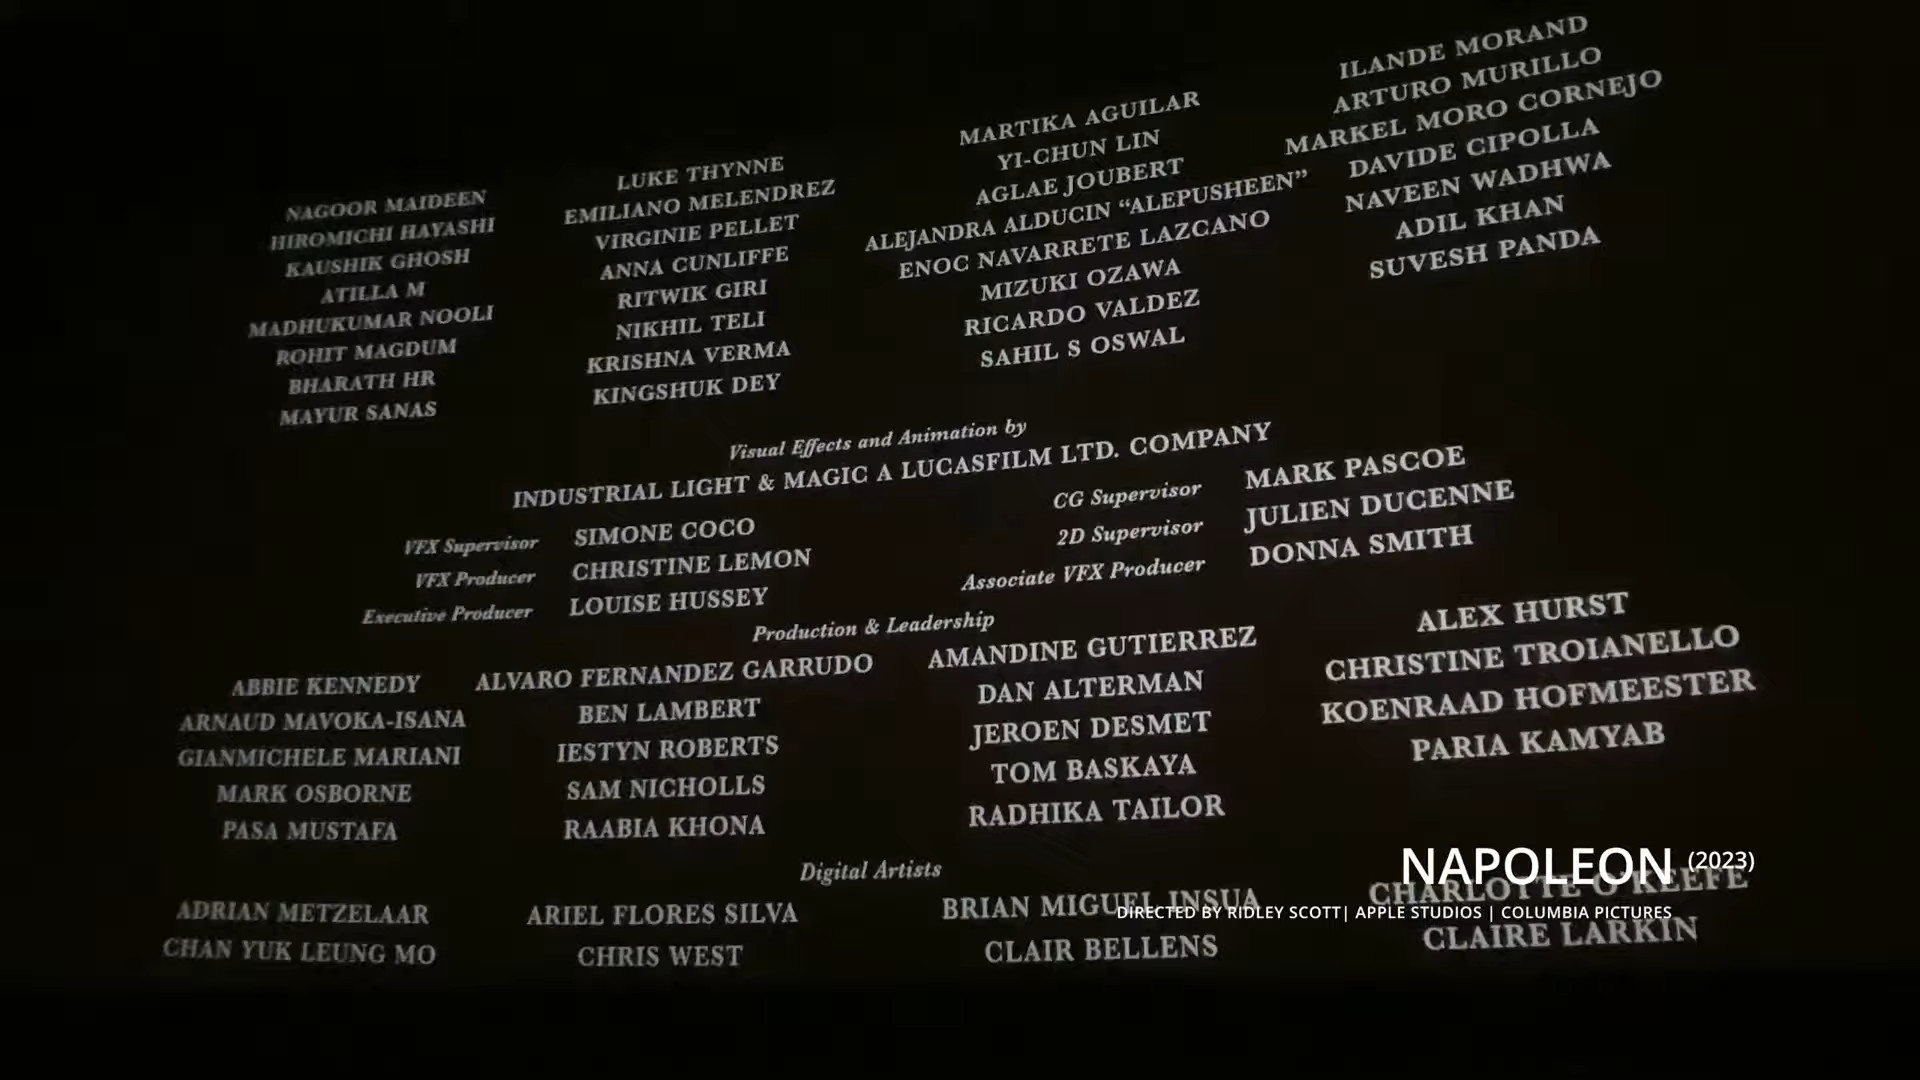 NAGOOR MAIDEEN
HIROMICHI HAYASHI
KAUSHIK GHOSH
ATILLA M
MADHUKUMAR NOOLI
ROHIT MAGDUM
BHARATH HR
MAYUR SANAS
LUKE THYNNE
EMILIANO MELENDREZ
VIRGINIE PELLET
ANNA CUNLIFFE
RITWIK GIRI
NIKHIL TELI
KRISHNA VERMA
KINGSHUK DEY
MARTIKA AGUILAR
YI-CHUN LIN
AGLAE JOUBERT
ALEJANDRA ALDUCIN “ALEPUSHEEN”
ENOC NAVARRETE LAZCANO
MIZUKI OZAWA
RICARDO VALDEZ
SAHIL S OSWAL
ILANDE MORAND
ARTURO MURILLO
MARKEL MORO CORNEJO
DAVIDE CIPOLLA
NAVEEN WADHWA
ADIL KHAN
SUVESH PANDA
Visual Effects and Animation by
INDUSTRIAL LIGHT & MAGIC A LUCASFILM LTD. COMPANY
VFX Supervisor SIMONE COCO
VFX Producer CHRISTINE LEMON
Executive Producer LOUISE HUSSEY
CG Supervisor MARK PASCOE
2D Supervisor JULIEN DUCENNE
Associate VFX Producer DONNA SMITH
Production & Leadership
ABBIE KENNEDY
ARNAUD MAVOKA-ISANA
GIANMICHELE MARIANI
MARK OSBORNE
PASA MUSTAFA
ALVARO FERNANDEZ GARRUDO
BEN LAMBERT
IESTYN ROBERTS
SAM NICHOLLS
RAABIA KHONA
AMANDINE GUTIERREZ
DAN ALTERMAN
JEROEN DESMET
TOM BASKAYA
RADHIKA TAILOR
ALEX HURST
CHRISTINE TROIANELLO
KOENRAAD HOFMEESTER
PARIA KAMYAB
Digital Artists
ADRIAN METZELAAR
CHAN YUK LEUNG MO
ARIEL FLORES SILVA
CHRIS WEST
BRIAN MIGUEL INSUA
CLAIR BELLENS
CHARLOTTE O'KEEFE
CLAIRE LARKIN
NAPOLEON (2023)
DIRECTED BY RIDLEY SCOTT| APPLE STUDIOS | COLUMBIA PICTURES